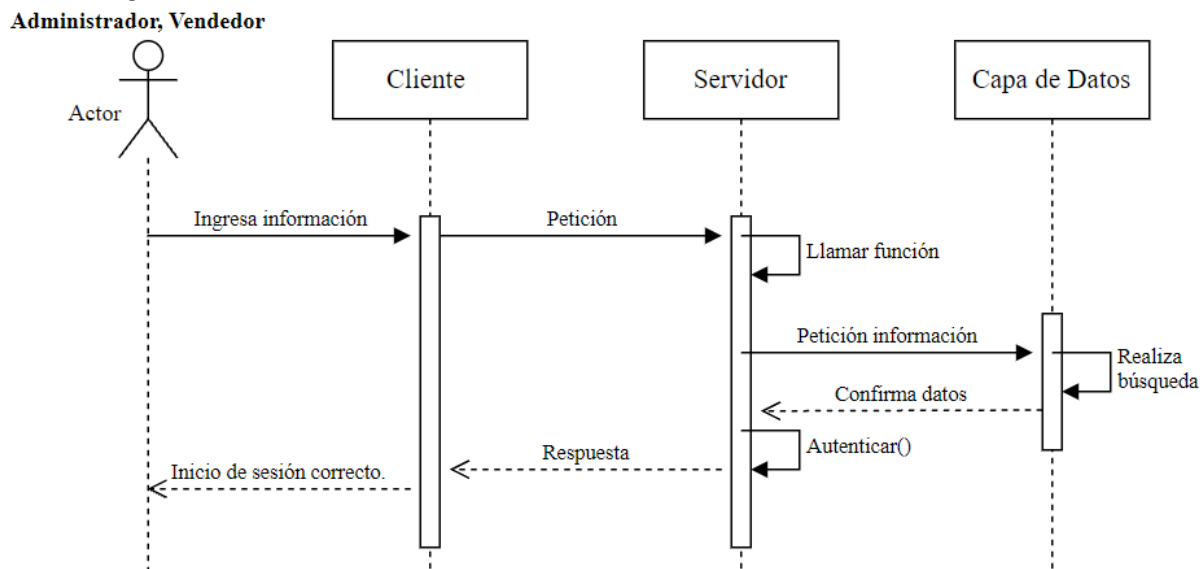 Administrador, Vendedor
Actor
Cliente
Servidor
Capa de Datos
Ingresa información
Petición
Llamar función
Petición información
Realiza
búsqueda
Confirma datos
Autenticar()
Respuesta
Inicio de sesión correcto.